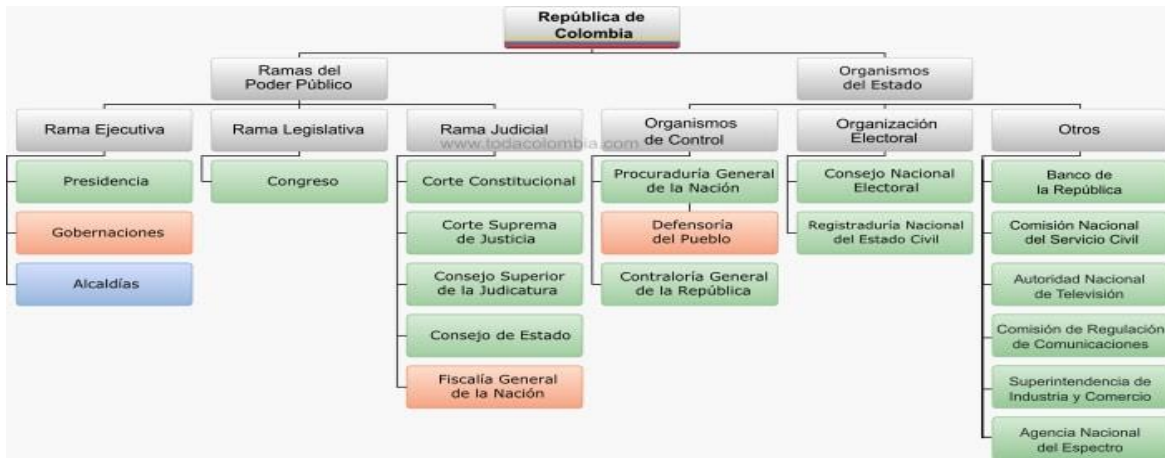 República de
Colombia
Ramas del
Poder Público
Organismos
del Estado
Rama Ejecutiva
Rama Legislativa
Rama Judicial
Organismos
de Control
Organización
Electoral
Otros
www.todacolombia.com
Presidencia
Gobernaciones
Alcaldías
Congreso
Corte Constitucional
Corte Suprema
de Justicia
Consejo Superior
de la Judicatura
Consejo de Estado
Fiscalía General
de la Nación
Procuraduría General
de la Nación
Defensoría
del Pueblo
Contraloría General
de la República
Consejo Nacional
Electoral
Registraduría Nacional
del Estado Civil
Banco de
la República
Comisión Nacional
del Servicio Civil
Autoridad Nacional
de Televisión
Comisión de Regulación
de Comunicaciones
Superintendencia de
Industria y Comercio
Agencia Nacional
del Espectro